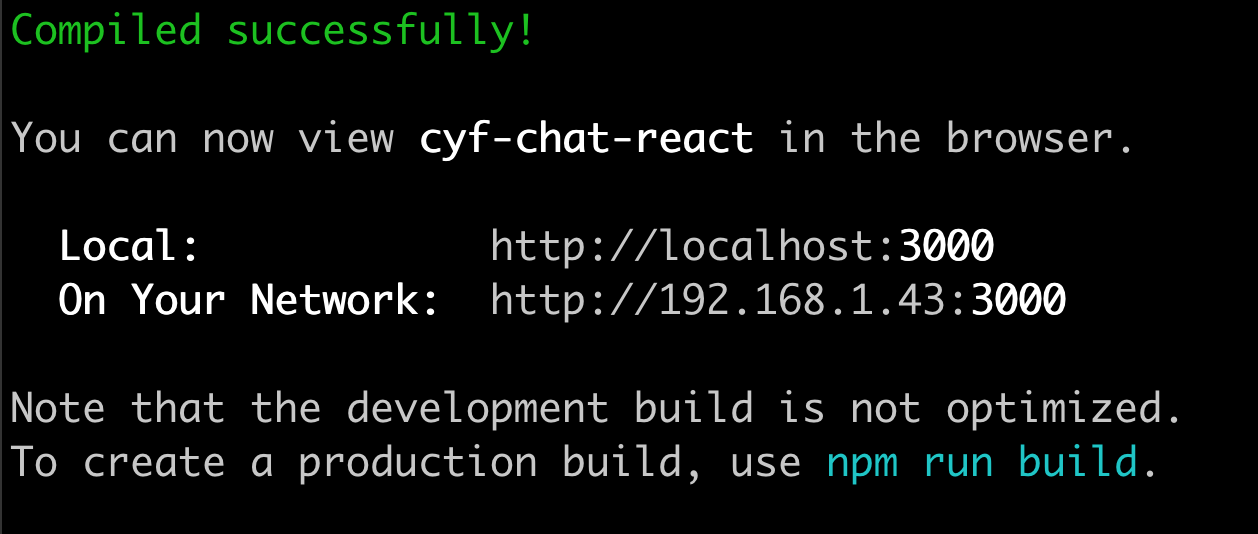 Compiled successfully!
You can now view cyf-chat-react in the browser.
Local: http://localhost:3000
On Your Network: http://192.168.1.43:3000
Note that the development build is not optimized.
To create a production build, use npm run build.